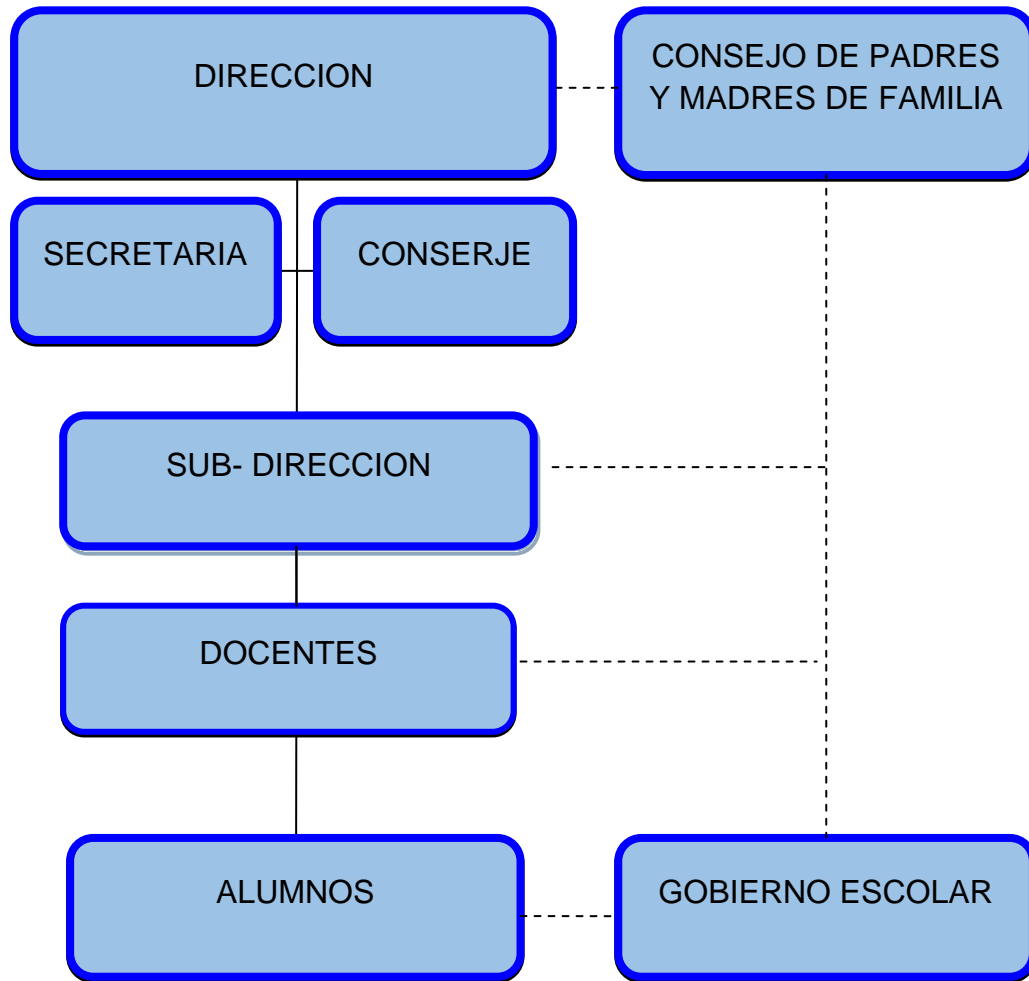 DIRECCION
CONSEJO DE PADRES
Y MADRES DE FAMILIA
SECRETARIA
CONSERJE
SUB- DIRECCION
DOCENTES
ALUMNOS
GOBIERNO ESCOLAR